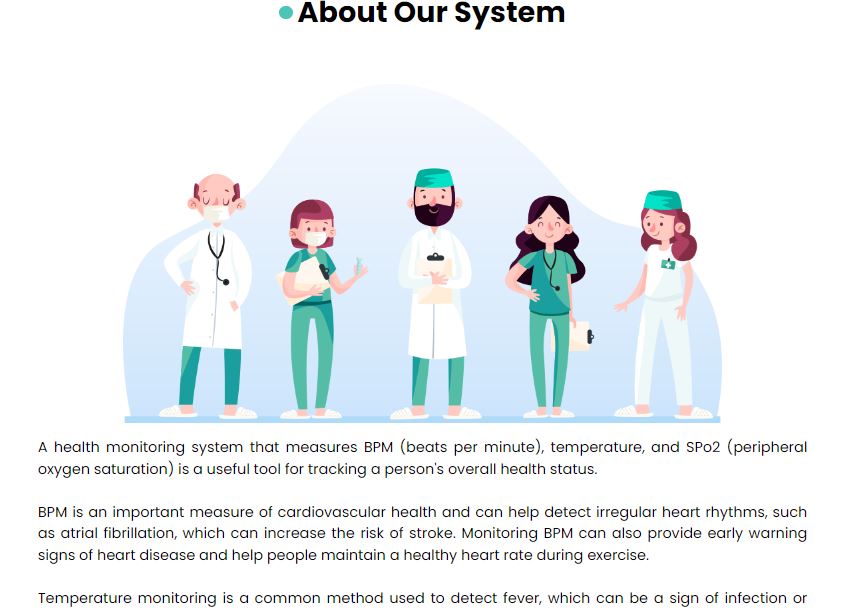 About Our System
A health monitoring system that measures BPM (beats per minute), temperature, and SPo2 (peripheral
oxygen saturation) is a useful tool for tracking a person's overall health status.
BPM is an important measure of cardiovascular health and can help detect irregular heart rhythms, such
as atrial fibrillation, which can increase the risk of stroke. Monitoring BPM can also provide early warning
signs of heart disease and help people maintain a healthy heart rate during exercise.
Temperature monitoring is a common method used to detect fever, which can be a sign of infection or